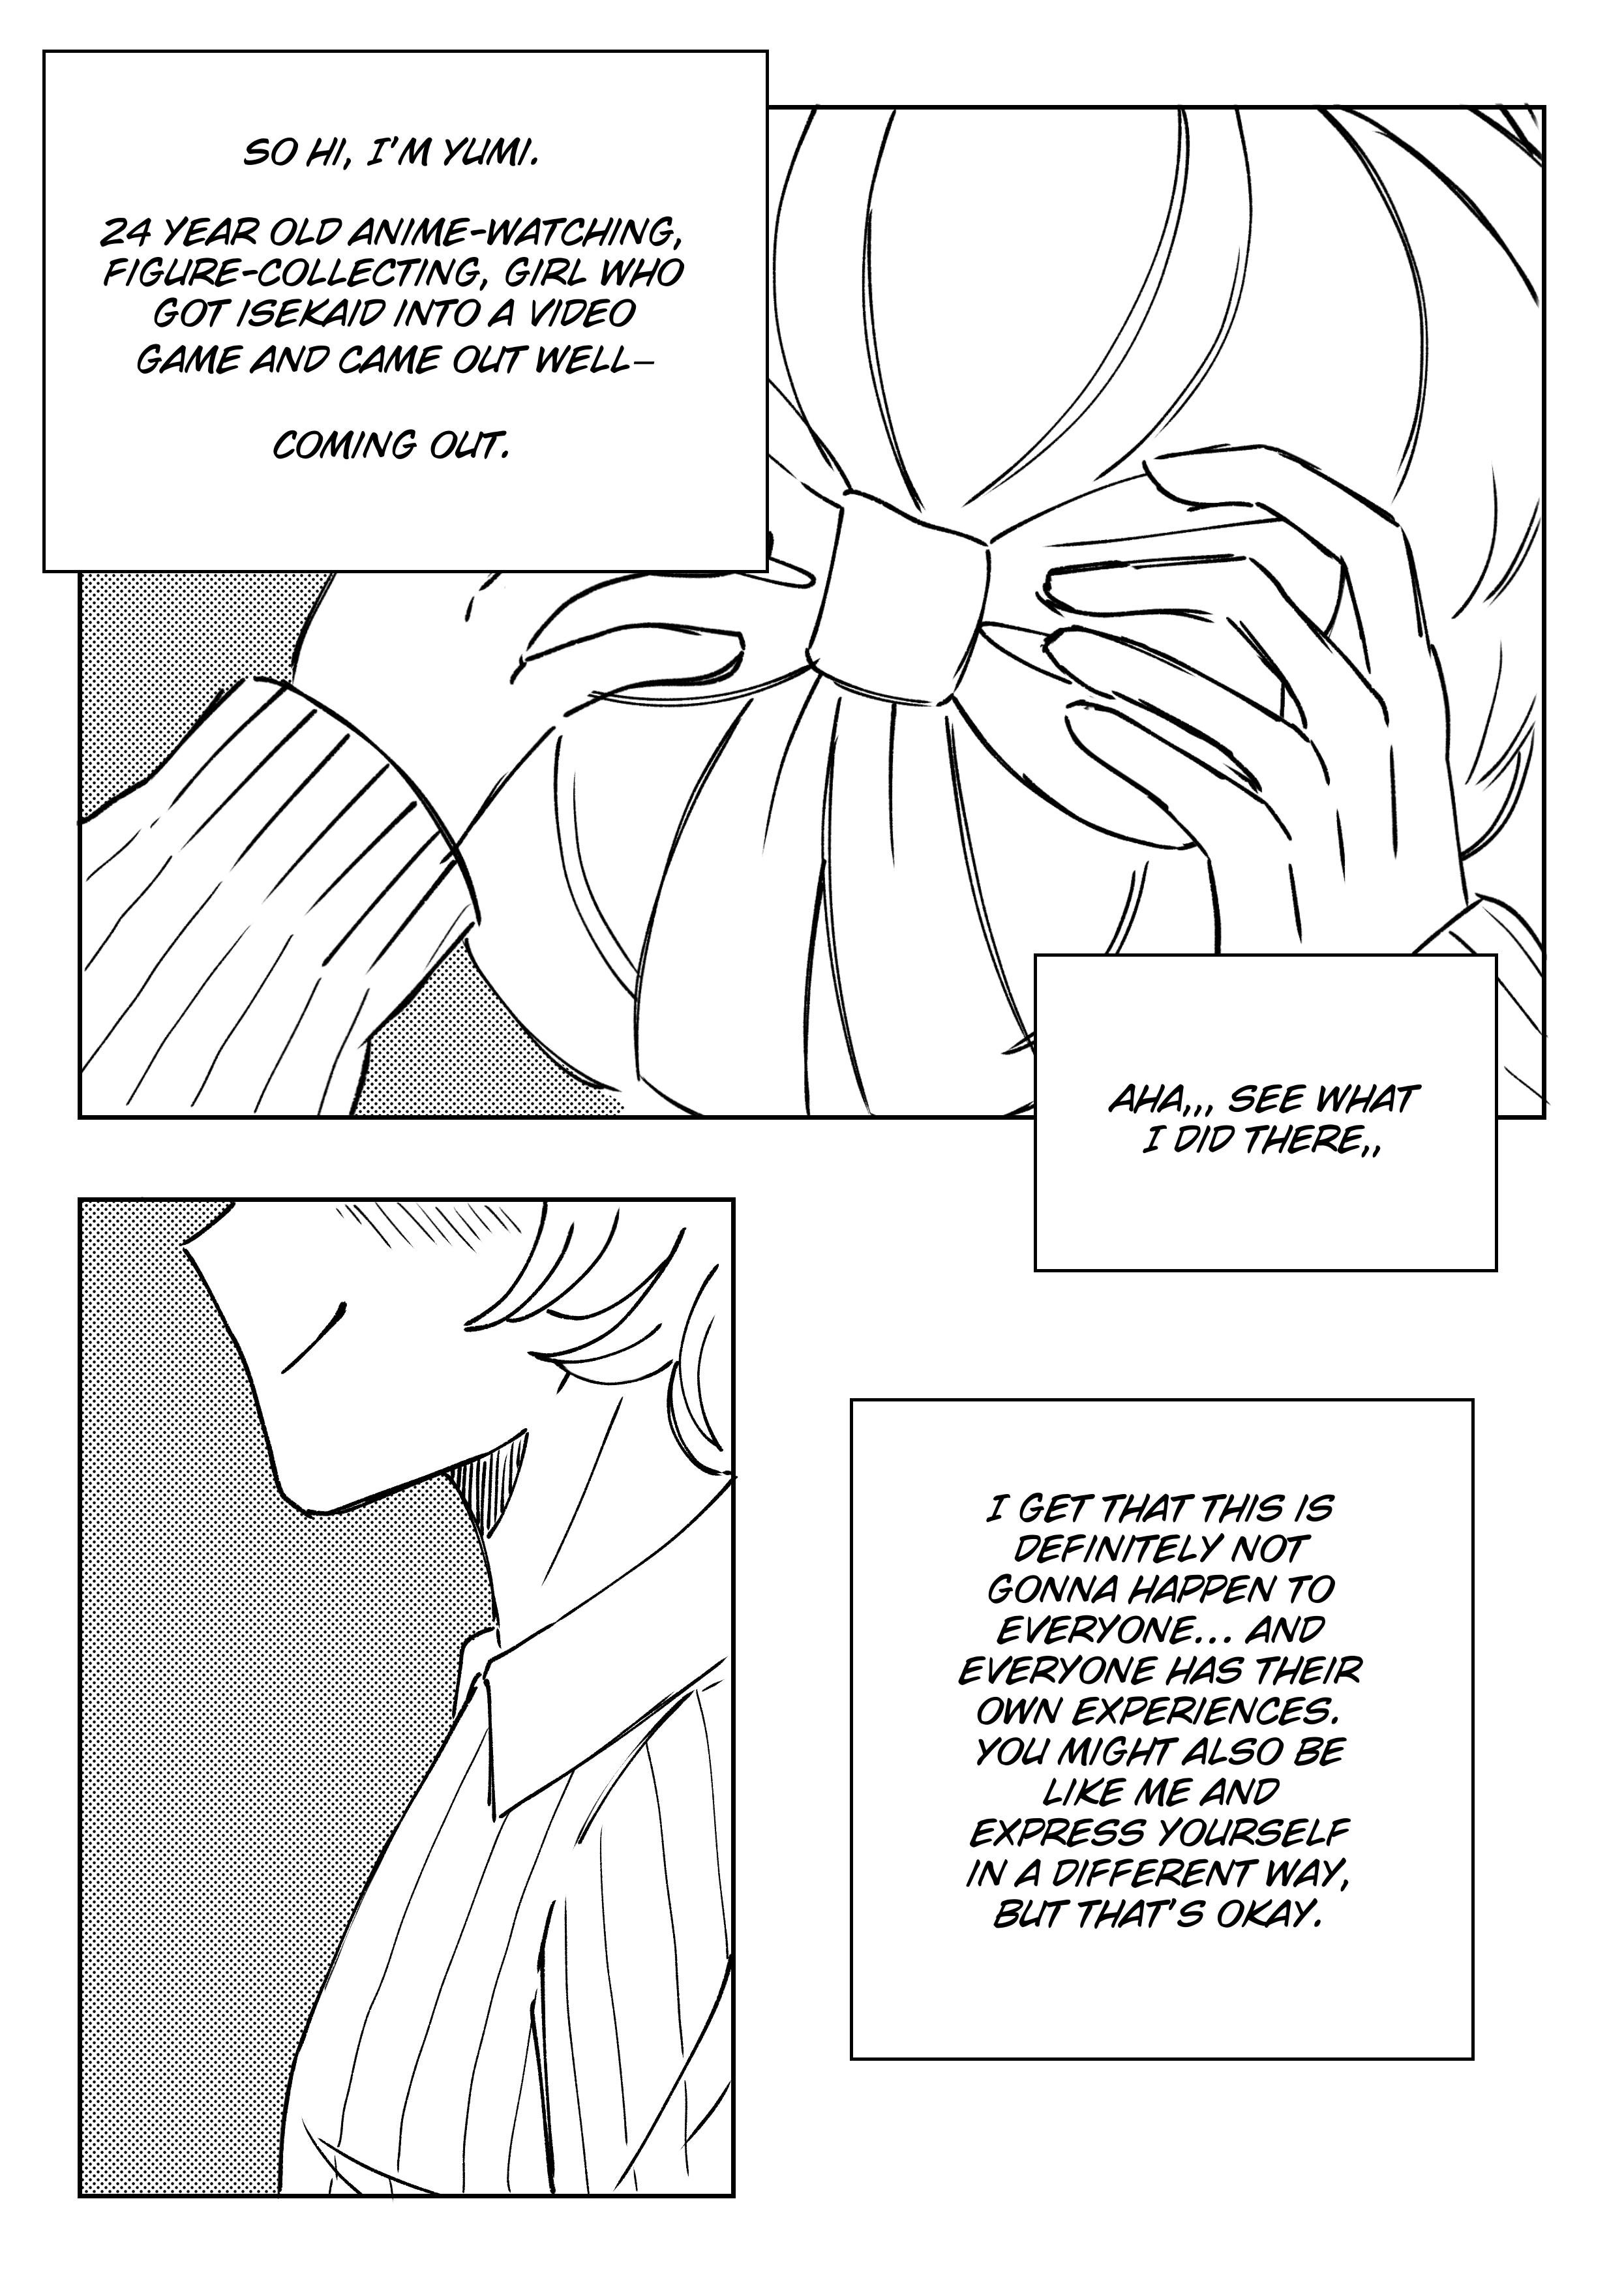 SO HI, I'M YUMI.
24 YEAR OLD ANIME-WATCHING,
FIGURE-COLLECTING, GIRL WHO
GOT ISEKAID INTO A VIDEO
GAME AND CAME OUT WELL–
COMING OUT.
AHA,,, SEE WHAT
I DID THERE,,
I GET THAT THIS IS
DEFINITELY NOT
GONNA HAPPEN TO
EVERYONE... AND
EVERYONE HAS THEIR
OWN EXPERIENCES.
YOU MIGHT ALSO BE
LIKE ME AND
EXPRESS YOURSELF
IN A DIFFERENT WAY,
BUT THAT'S OKAY.